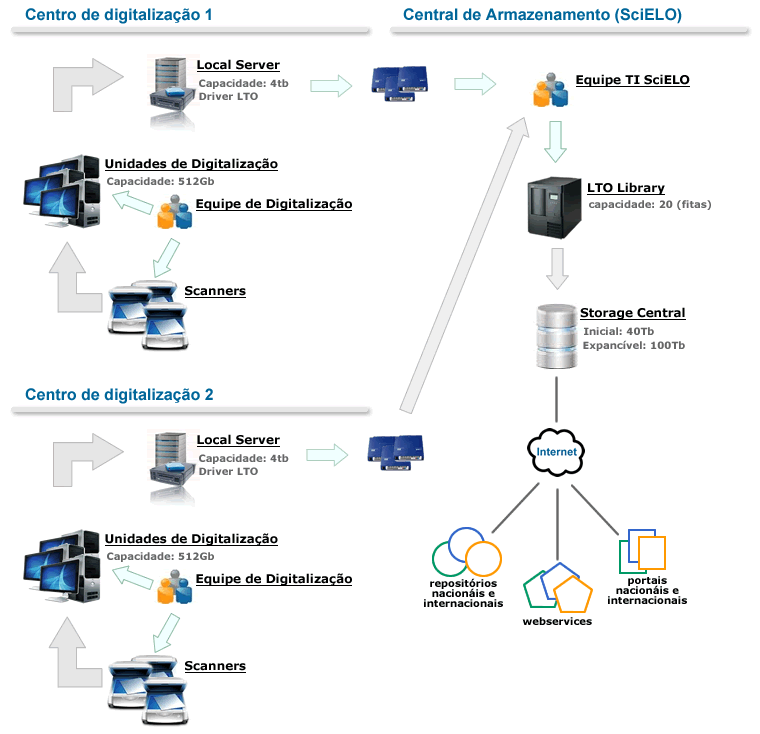 Centro de digitalização 1
Local Server
Capacidade: 4tb
Driver LTO
Unidades de Digitalização
Capacidade: 512Gb
Equipe de Digitalização
Scanners
Centro de digitalização 2
Local Server
Capacidade: 4tb
Driver LTO
Unidades de Digitalização
Capacidade: 512Gb
Equipe de Digitalização
Scanners
Central de Armazenamento (SciELO)
Equipe TI SciELO
LTO Library
capacidade: 20 (fitas)
Storage Central
Inicial: 40Tb
Expancível: 100Tb
Internet
repositórios
nacionáis e
internacionais
webservices
portais
nacionáis e
internacionais